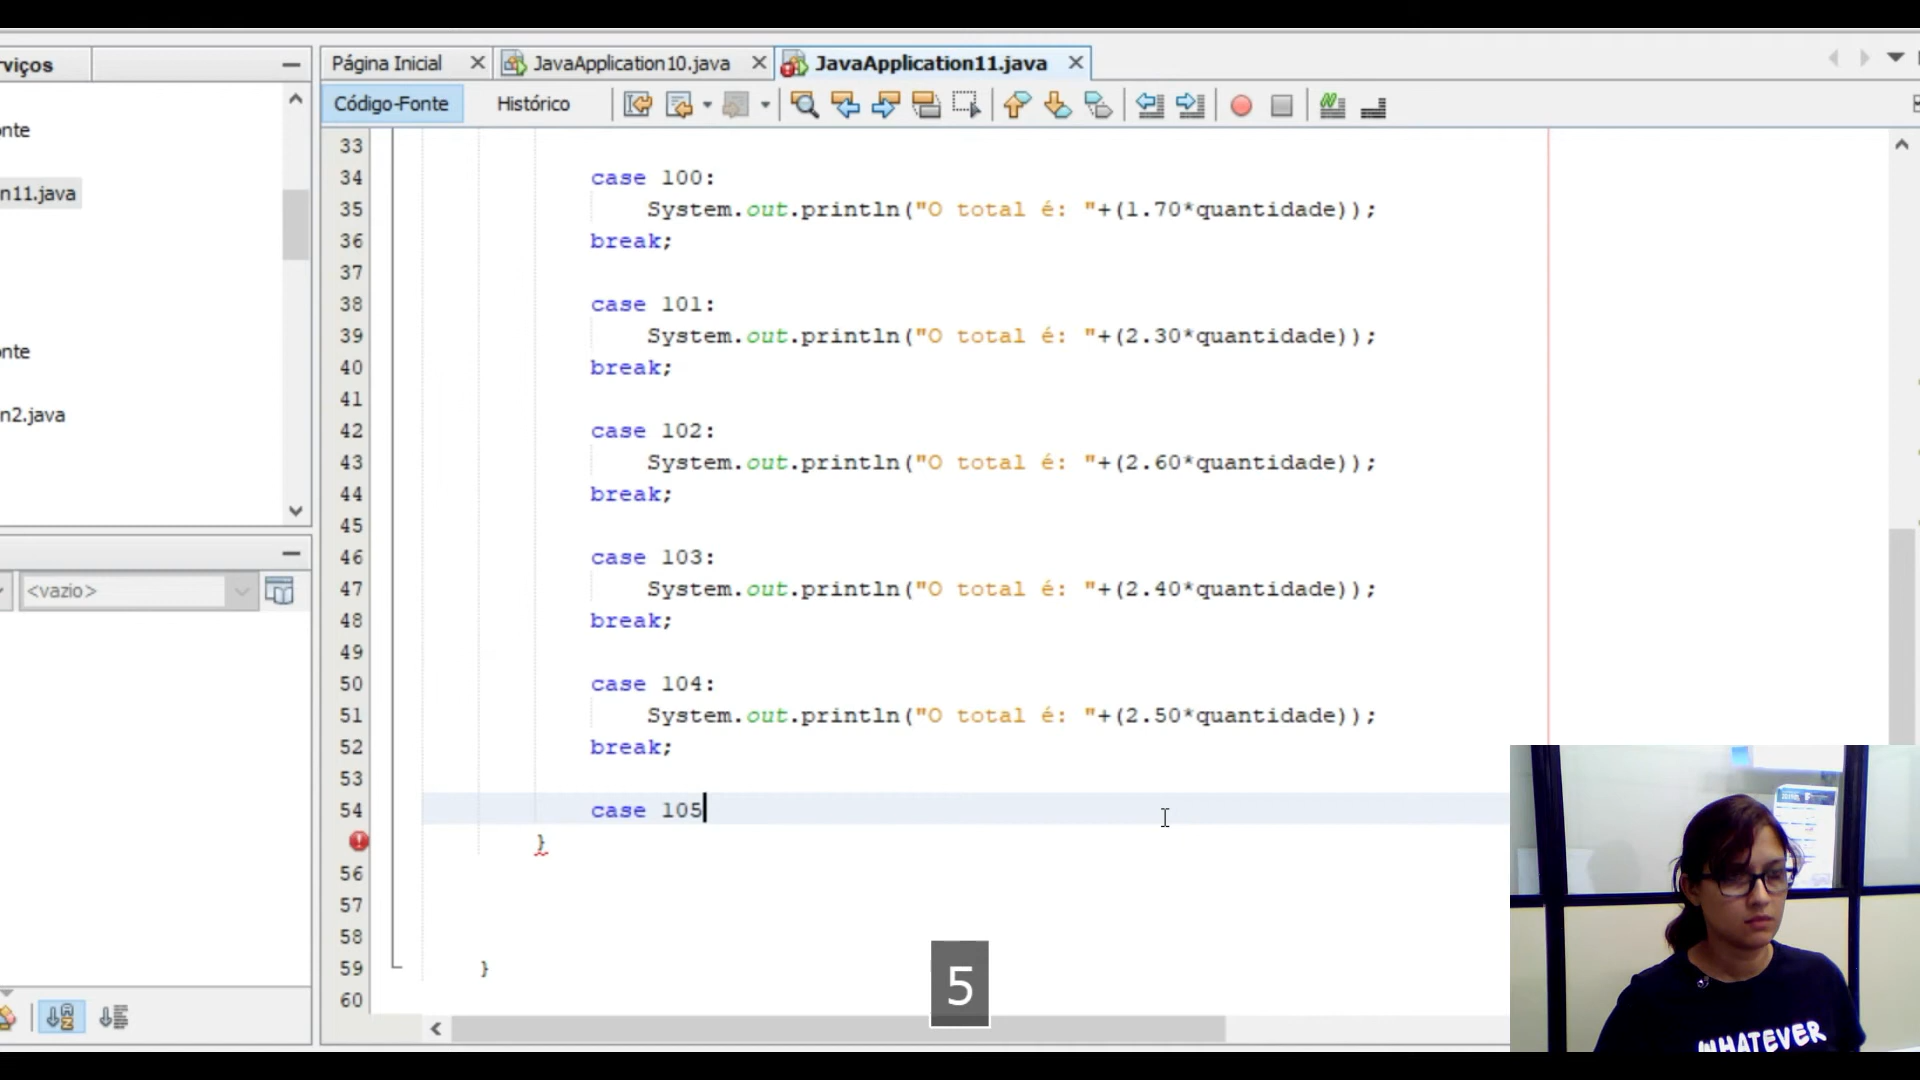 rviços
Página Inicial
JavaApplication10.java
JavaApplication11.java
Código-Fonte
Histórico
onte
n11.java
onte
n2.java
<vazio>
33
34 case 100:
35 System.out.println("O total é: "+(1.70*quantidade));
36 break;
37
38 case 101:
39 System.out.println("O total é: "+(2.30*quantidade));
40 break;
41
42 case 102:
43 System.out.println("O total é: "+(2.60*quantidade));
44 break;
45
46 case 103:
47 System.out.println("O total é: "+(2.40*quantidade));
48 break;
49
50 case 104:
51 System.out.println("O total é: "+(2.50*quantidade));
52 break;
53
54 case 105
}
56
57
58
59 }
60
5
WHATEVER